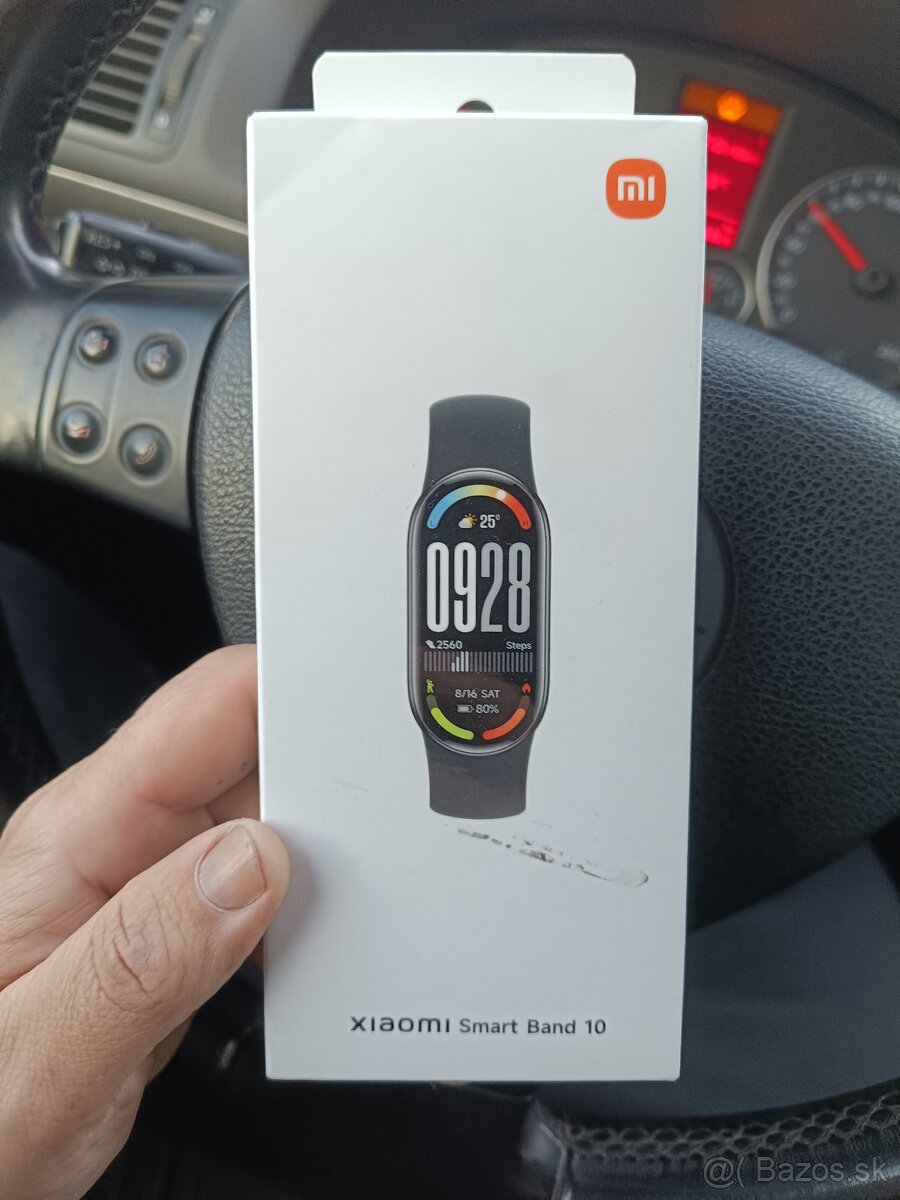 mi
25°
0928
2560 Steps
8/16 SAT
80%
xiaomi Smart Band 10
@( Bazos.sk